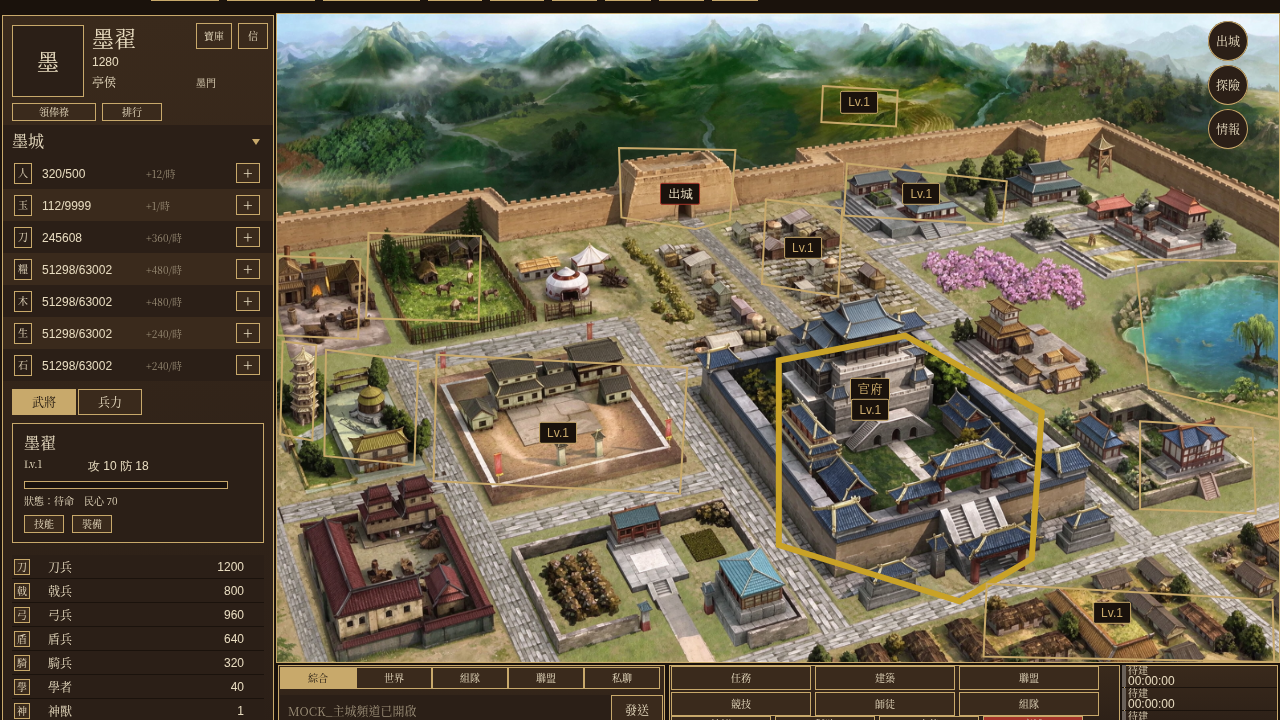 墨
墨翟
1280
亭侯
墨門
寶庫
信
領俸祿
排行
墨城
人 320/500 +12/時 +
玉 112/9999 +1/時 +
刀 245608 +360/時 +
糧 51298/63002 +480/時 +
木 51298/63002 +480/時 +
生 51298/63002 +240/時 +
石 51298/63002 +240/時 +
武將 兵力
墨翟
Lv.1 攻 10 防 18
狀態：待命 民心 70
技能 裝備
刀 刀兵 1200
戟 戟兵 800
弓 弓兵 960
盾 盾兵 640
騎 騎兵 320
學 學者 40
神 神獸 1
出城
探險
情報
Lv.1
出城
Lv.1
Lv.1
官府
Lv.1
Lv.1
Lv.1
綜合 世界 組隊 聯盟 私聊
MOCK_主城頻道已開啟
發送
任務 建築 聯盟
競技 師徒 組隊
待建
00:00:00
待建
00:00:00
待建